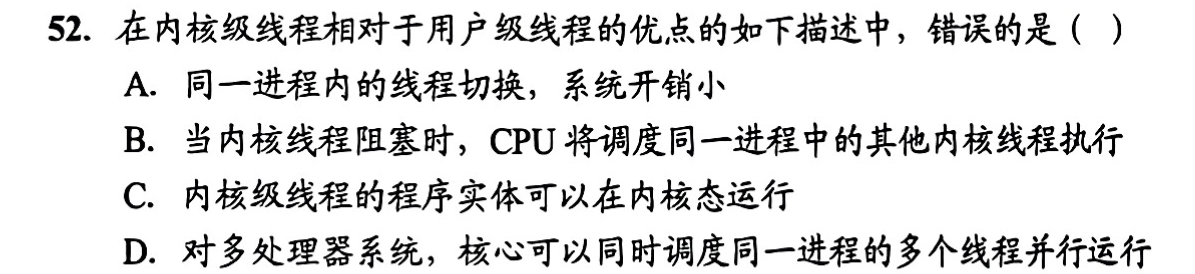 52. 在内核级线程相对于用户级线程的优点的如下描述中，错误的是（ ）
A. 同一进程内的线程切换，系统开销小
B. 当内核线程阻塞时，CPU 将调度同一进程中的其他内核线程执行
C. 内核级线程的程序实体可以在内核态运行
D. 对多处理器系统，核心可以同时调度同一进程的多个线程并行运行